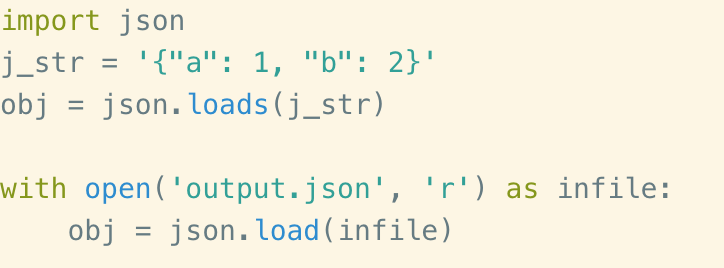 import json
j_str = '{"a": 1, "b": 2}'
obj = json.loads(j_str)

with open('output.json', 'r') as infile:
    obj = json.load(infile)